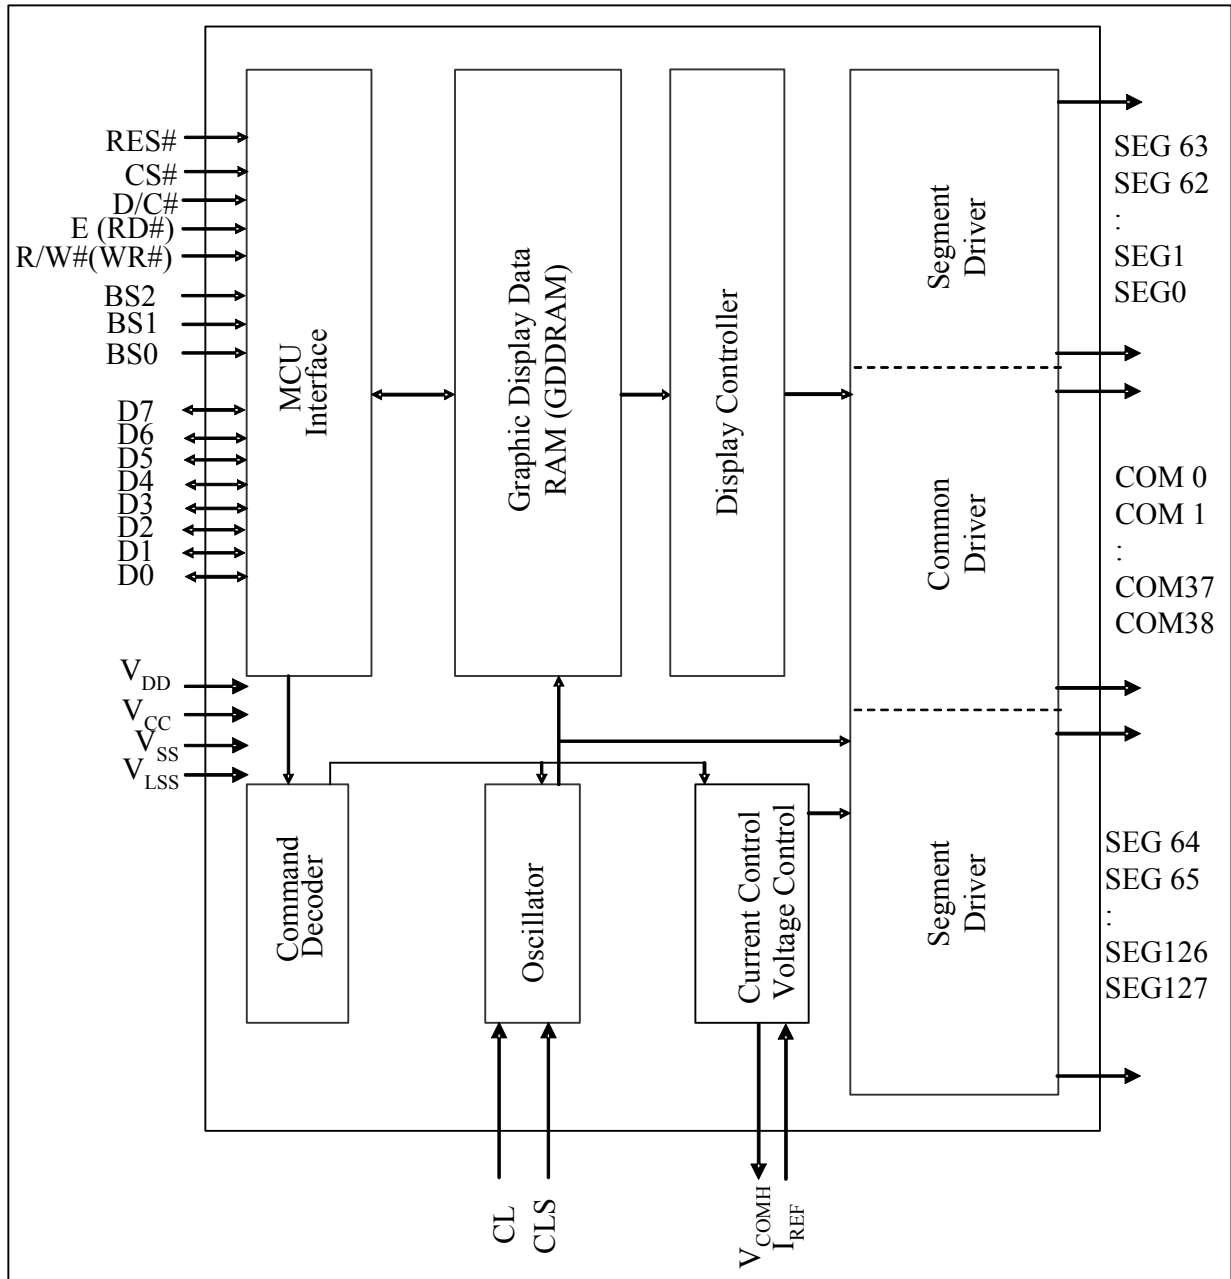 RES#
CS#
D/C#
E (RD#)
R/W#(WR#)
BS2
BS1
BS0
D7
D6
D5
D4
D3
D2
D1
D0
VDD
VCC
VSS
VLSS
MCU
Interface
Graphic Display Data
RAM (GDDRAM)
Display Controller
Segment
Driver
Common
Driver
Segment
Driver
Command
Decoder
Oscillator
Current Control
Voltage Control
SEG 63
SEG 62
:
SEG1
SEG0
COM 0
COM 1
:
COM37
COM38
SEG 64
SEG 65
:
SEG126
SEG127
CL
CLS
VCOMH
IREF